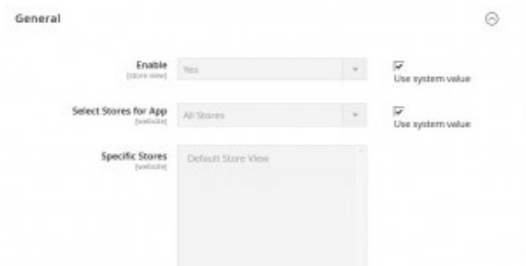 General
Enable
[store view]
Yes
Use system value
Select Stores for App
[website]
All Stores
Use system value
Specific Stores
[website]
Default Store View